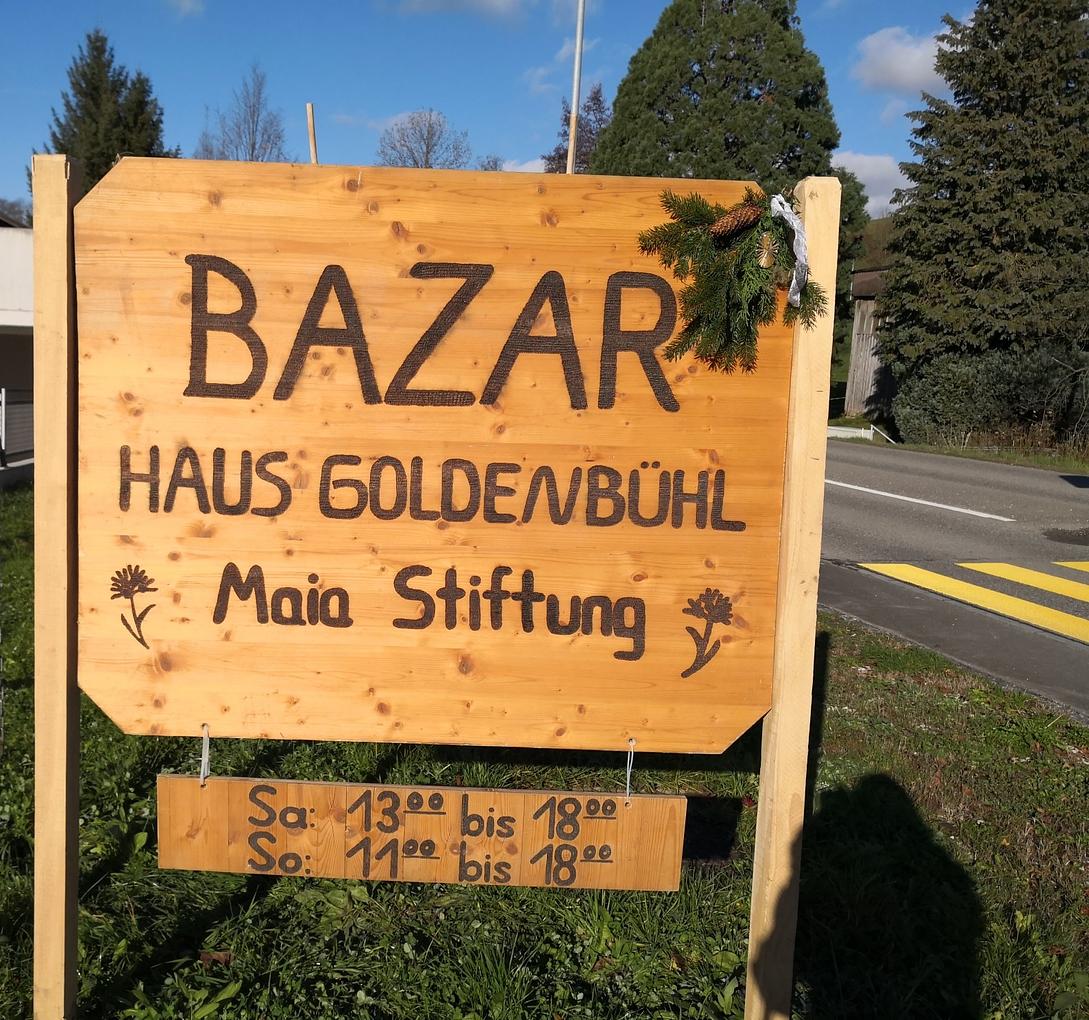 BAZAR
HAUS GOLDENBÜHL
Maia Stiftung
Sa: 13⁰⁰ bis 18⁰⁰
So: 11⁰⁰ bis 18⁰⁰